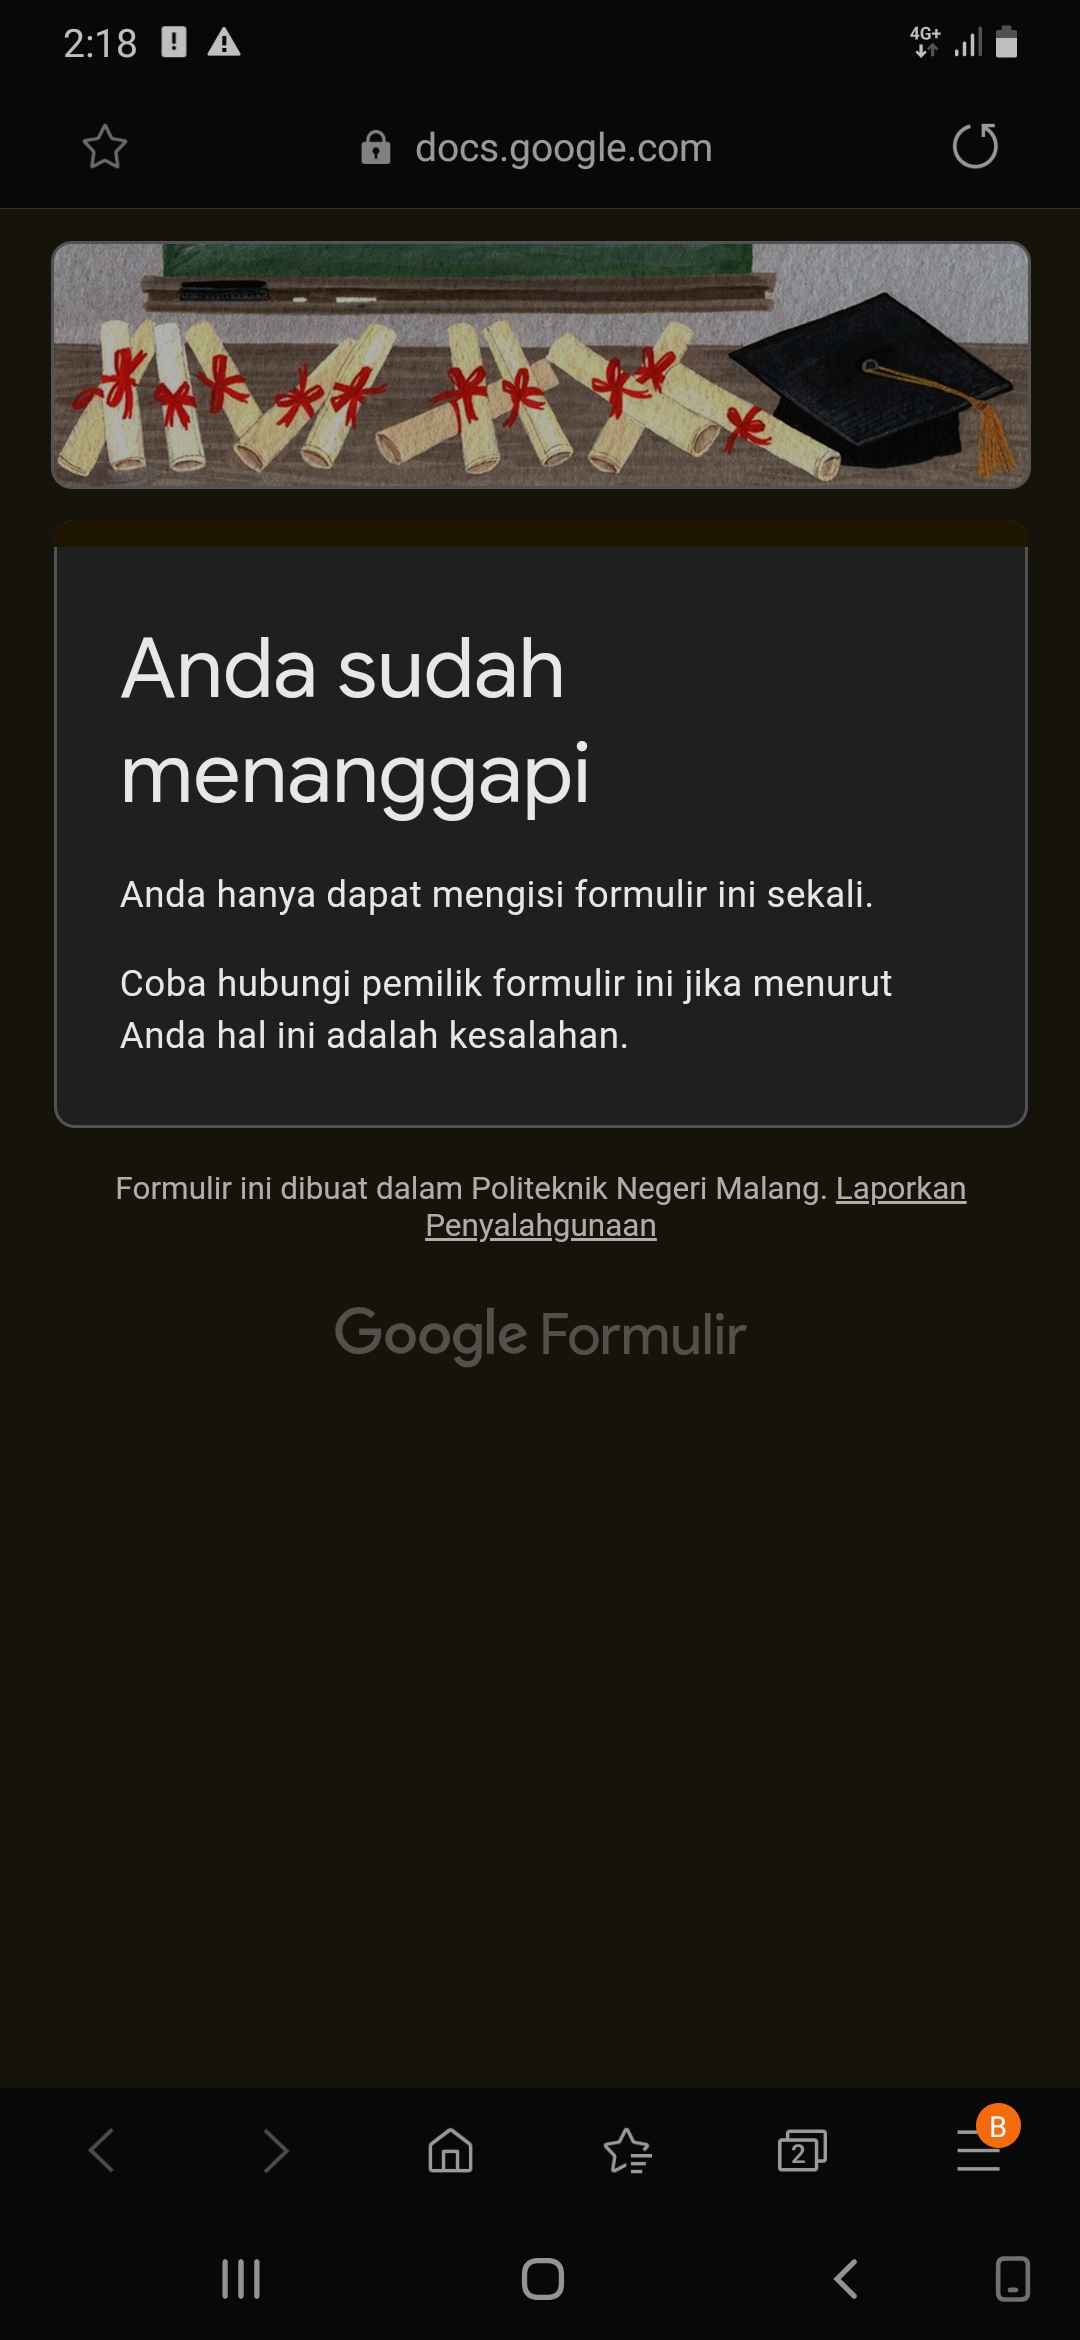 2:18
4G+
docs.google.com
Anda sudah
menanggapi
Anda hanya dapat mengisi formulir ini sekali.
Coba hubungi pemilik formulir ini jika menurut
Anda hal ini adalah kesalahan.
Formulir ini dibuat dalam Politeknik Negeri Malang. Laporkan
Penyalahgunaan
Google Formulir
2
B